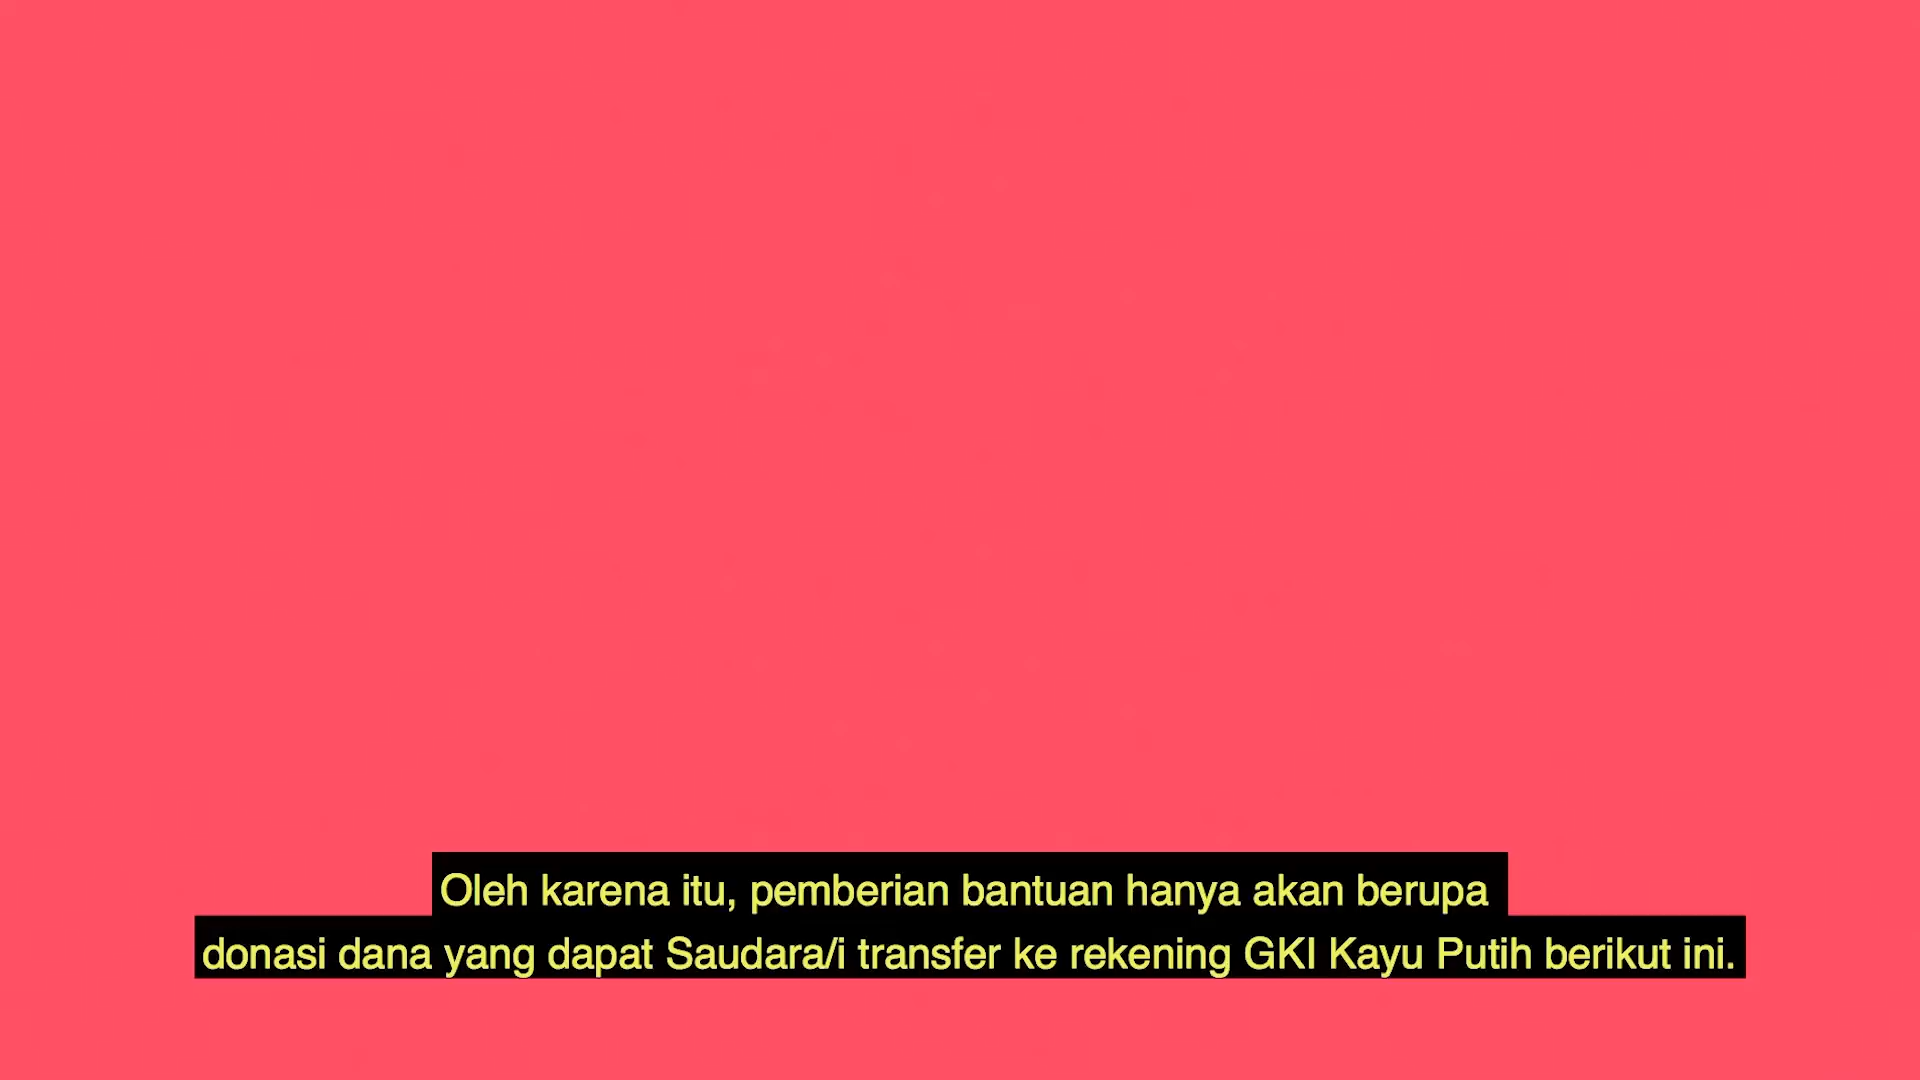 Oleh karena itu, pemberian bantuan hanya akan berupa
donasi dana yang dapat Saudara/i transfer ke rekening GKI Kayu Putih berikut ini.